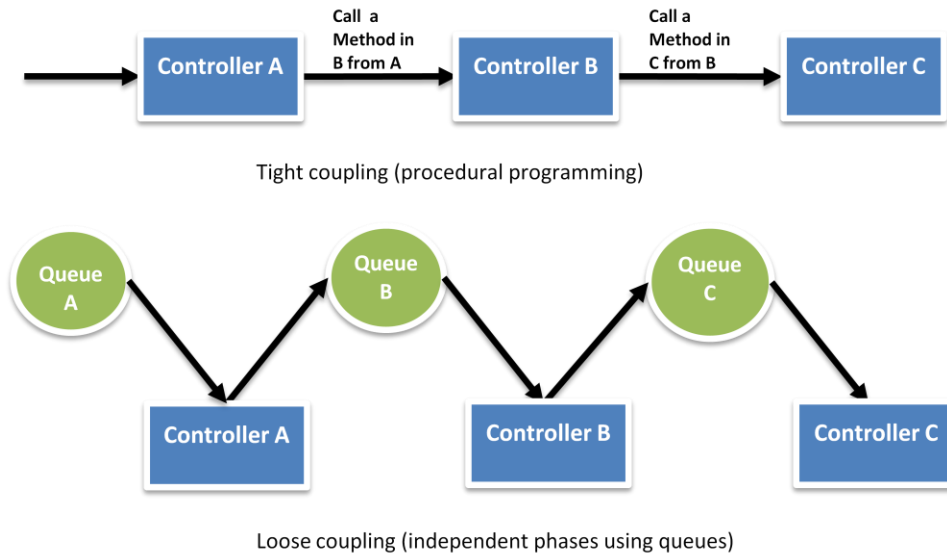 Call a
Method in
B from A
Call a
Method in
C from B
Controller A
Controller B
Controller C
Tight coupling (procedural programming)
Queue
A
Queue
B
Queue
C
Controller A
Controller B
Controller C
Loose coupling (independent phases using queues)